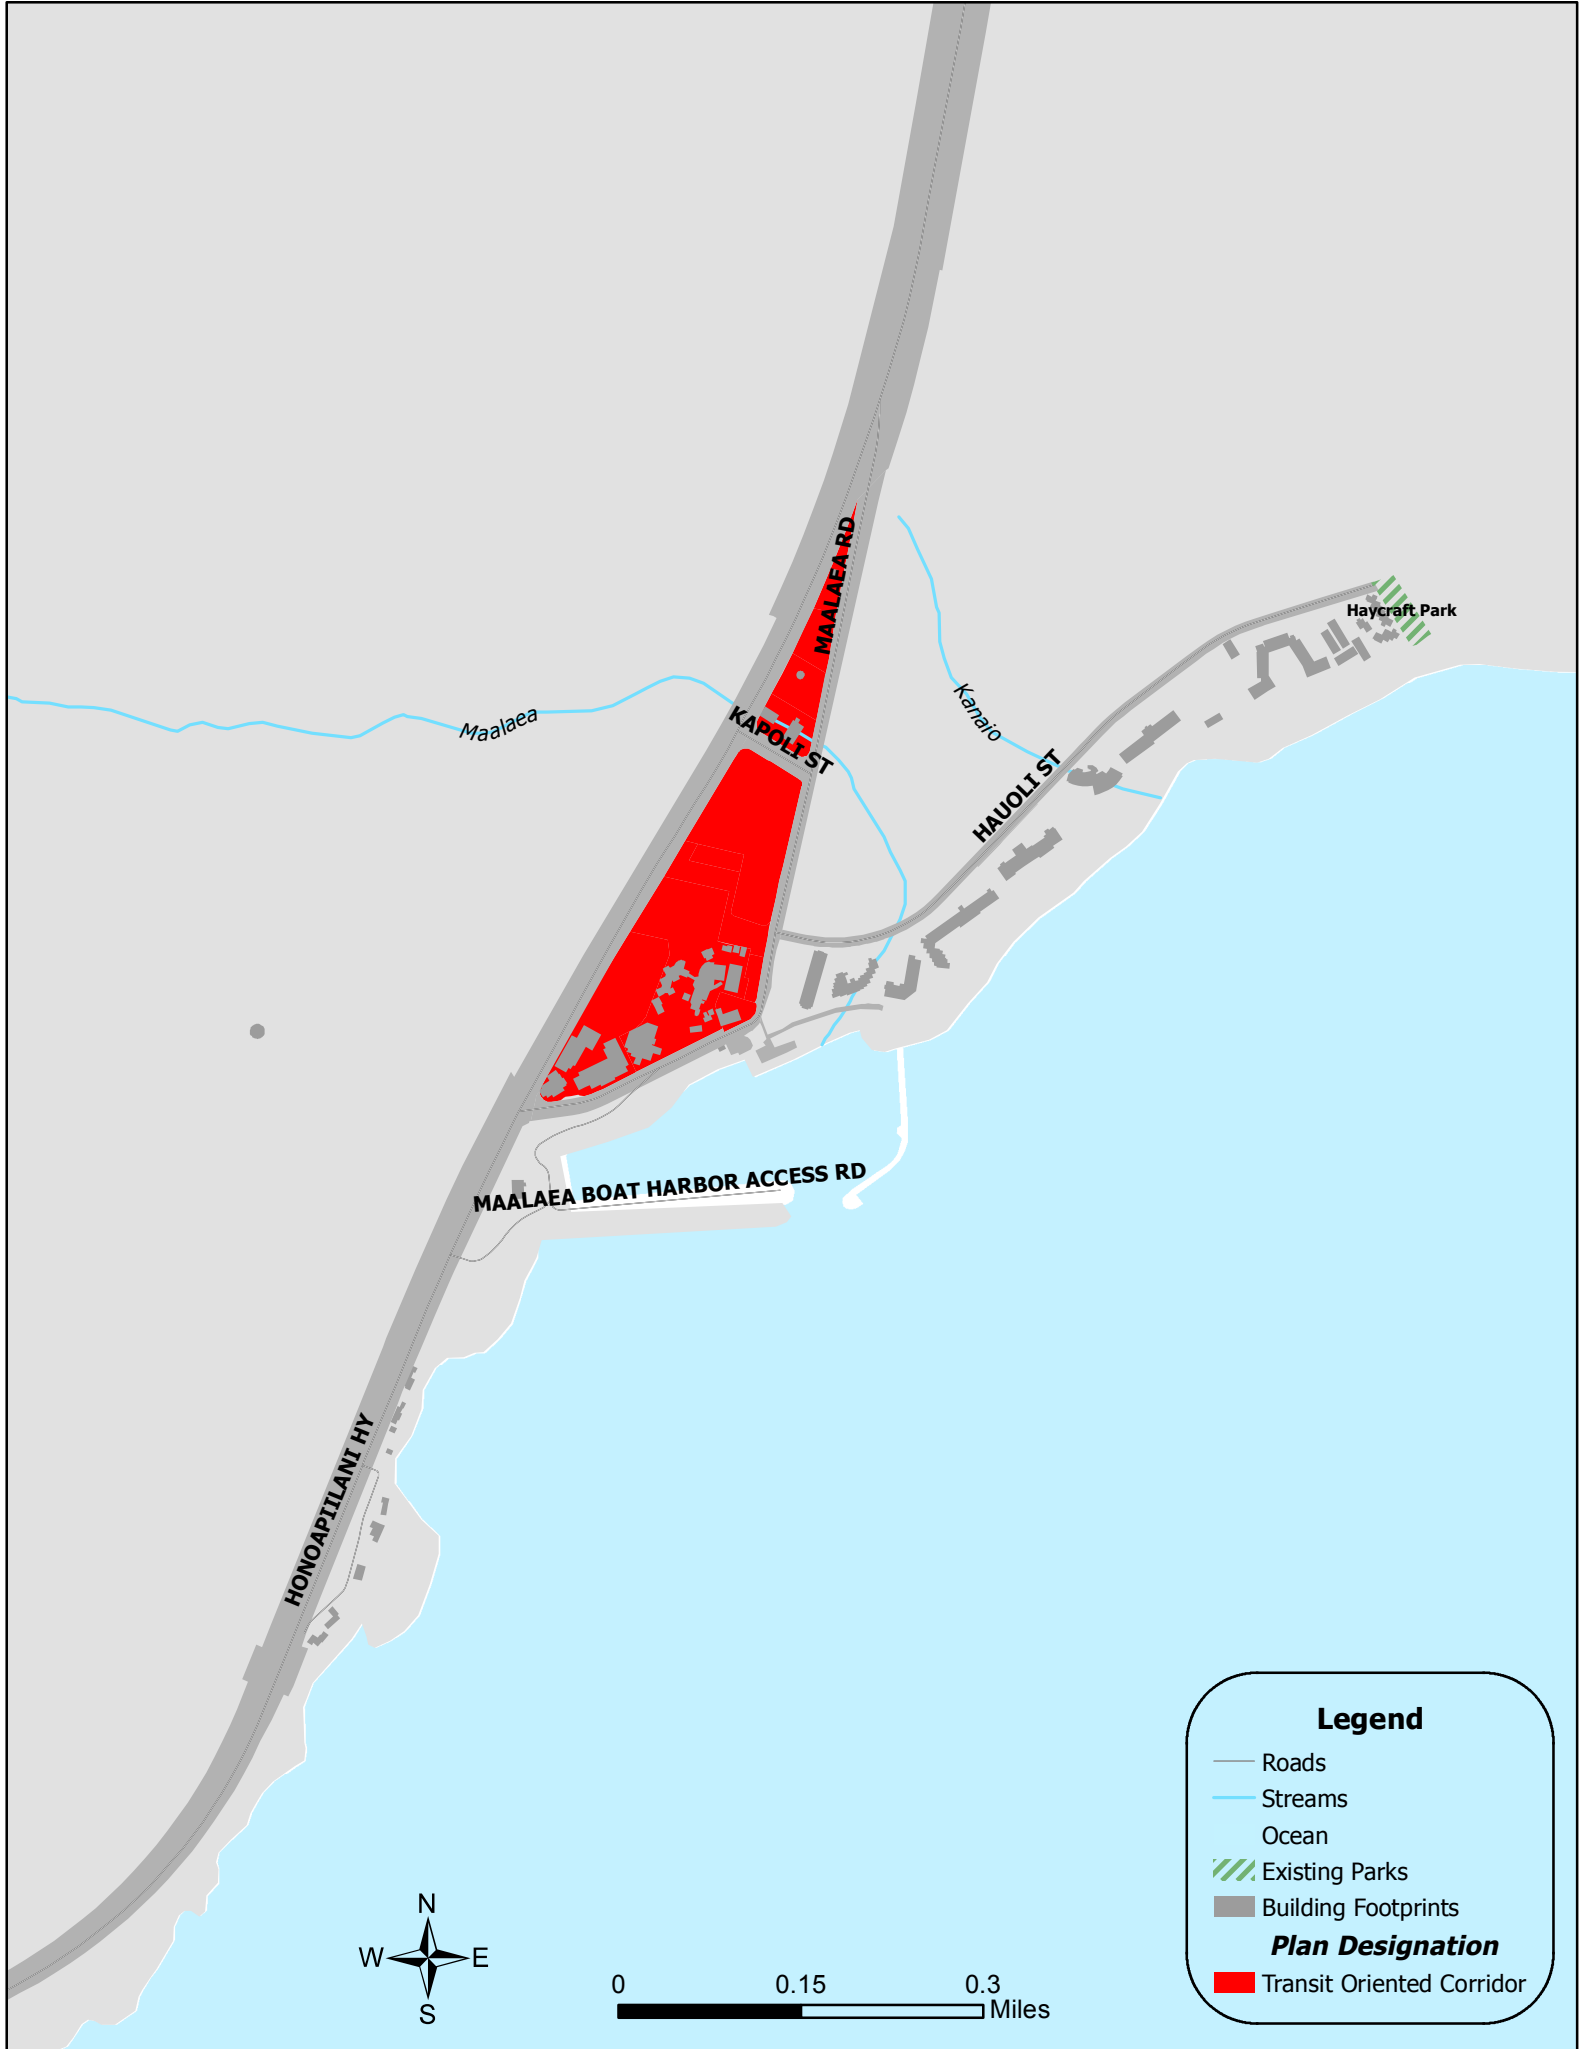 MAALAEA RD
Haycraft Park
Maalaea
Kanaio
KAPOLI ST
HAUOLI ST
MAALAEA BOAT HARBOR ACCESS RD
HONOAPIILANI HY
Legend
Roads
Streams
Ocean
Existing Parks
Building Footprints
Plan Designation
Transit Oriented Corridor
N
W E
S
0 0.15 0.3
Miles